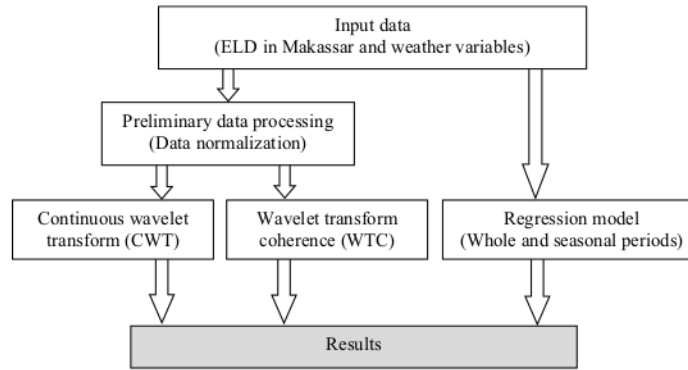 Input data
(ELD in Makassar and weather variables)
Preliminary data processing
(Data normalization)
Continuous wavelet
transform (CWT)
Wavelet transform
coherence (WTC)
Regression model
(Whole and seasonal periods)
Results